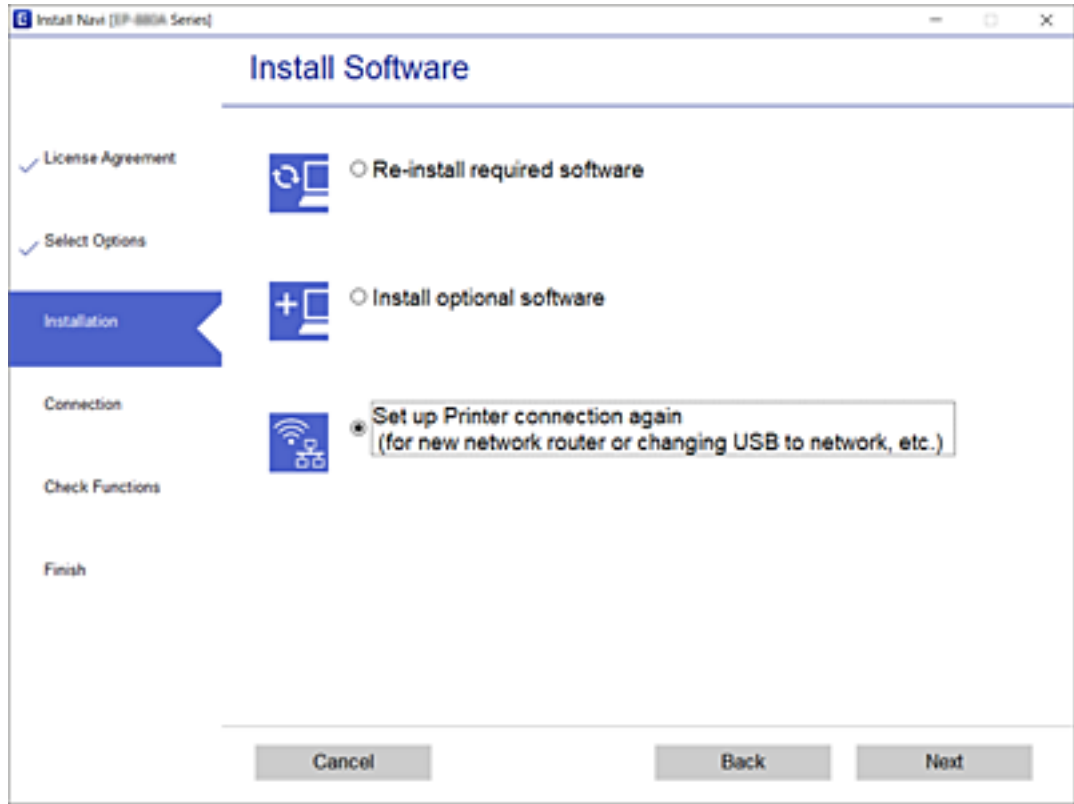 Install Navi [EP- Series]
Install Software
License Agreement
Select Options
Installation
Connection
Check Functions
Finish
Re-install required software
Install optional software
Set up Printer connection again
(for new network router or changing USB to network, etc.)
Cancel
Back
Next